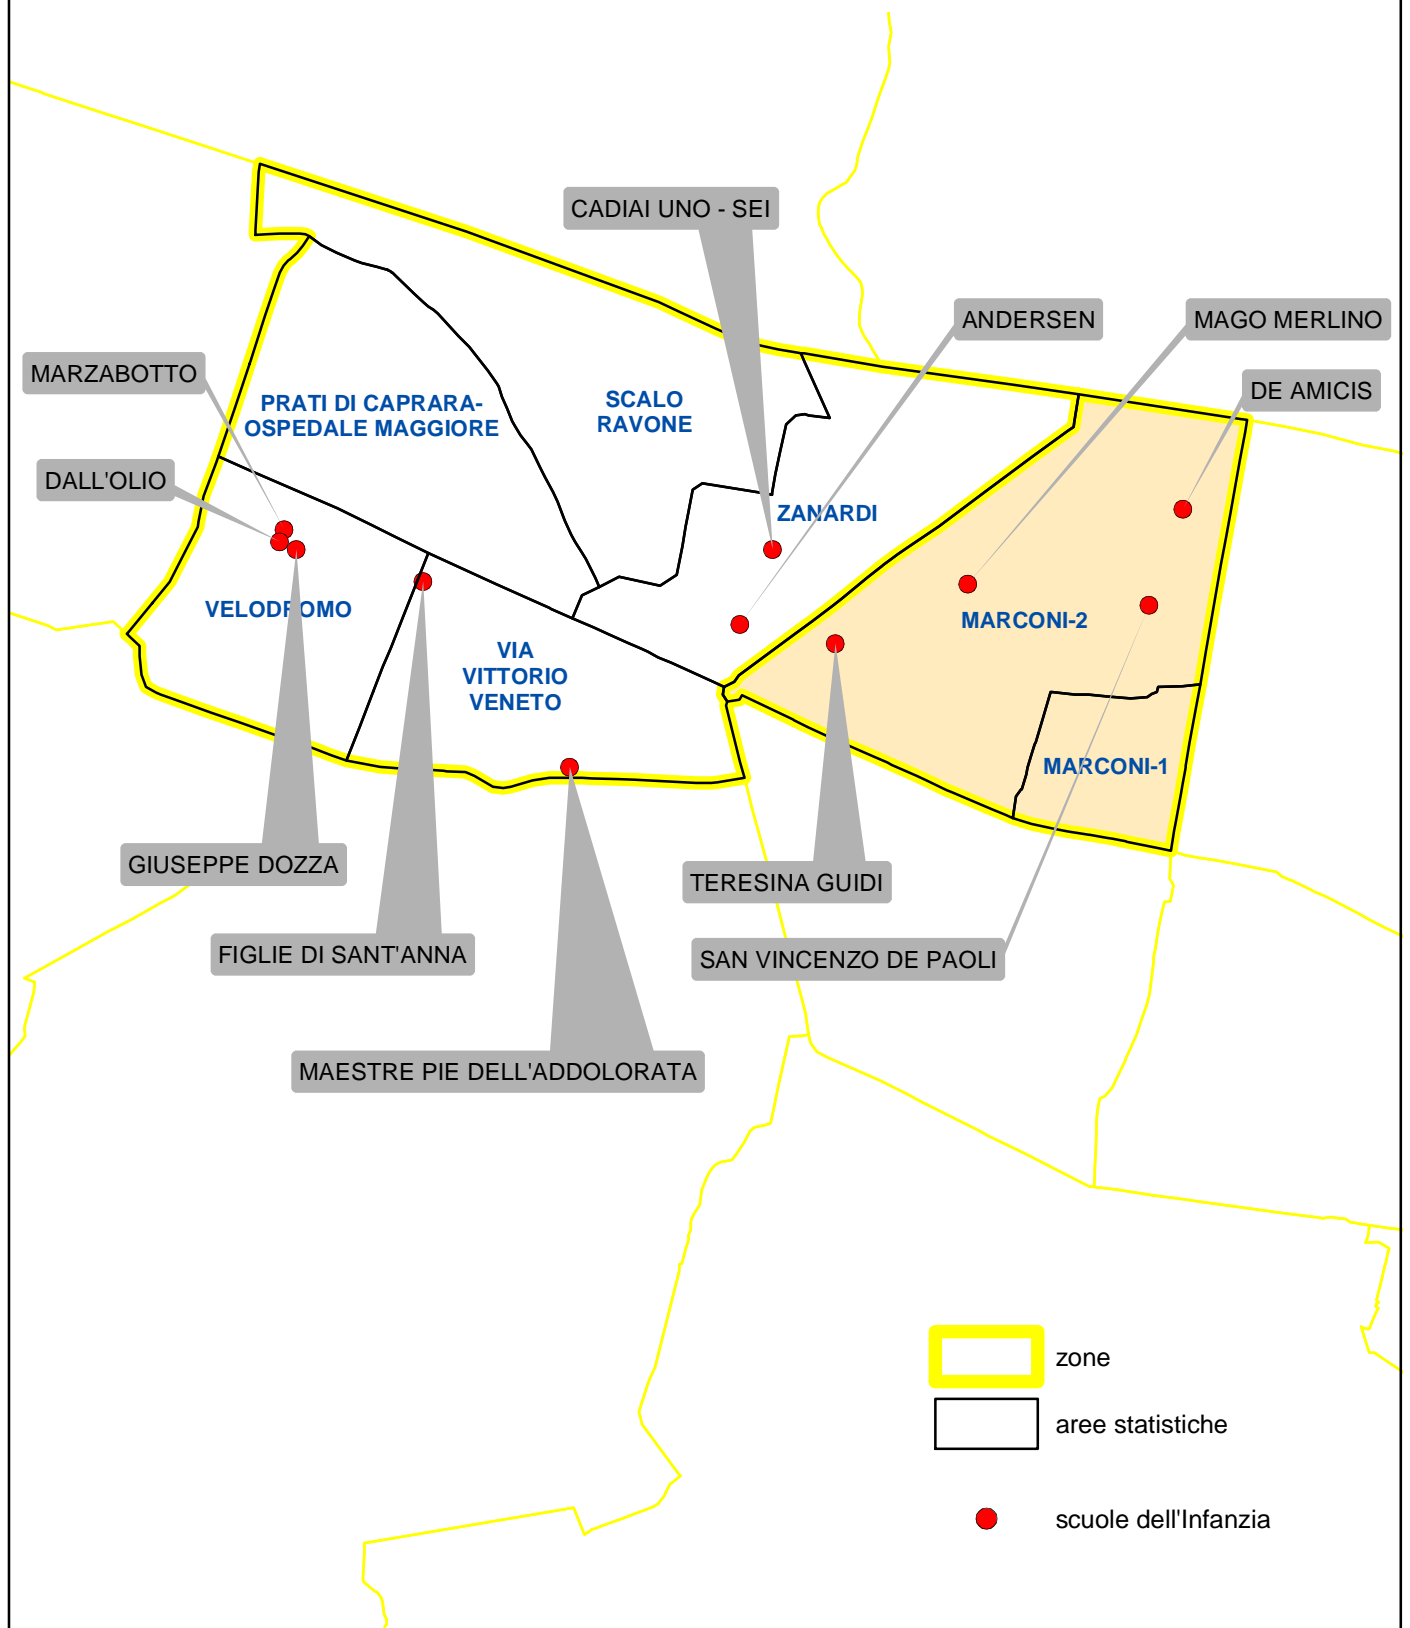 CADIAI UNO - SEI
ANDERSEN
MAGO MERLINO
MARZABOTTO
DE AMICIS
PRATI DI CAPRARA-
OSPEDALE MAGGIORE
SCALO
RAVONE
DALL'OLIO
ZANARDI
VELODROMO
MARCONI-2
VIA
VITTORIO
VENETO
MARCONI-1
GIUSEPPE DOZZA
TERESINA GUIDI
FIGLIE DI SANT'ANNA
SAN VINCENZO DE PAOLI
MAESTRE PIE DELL'ADDOLORATA
zone
aree statistiche
scuole dell'Infanzia